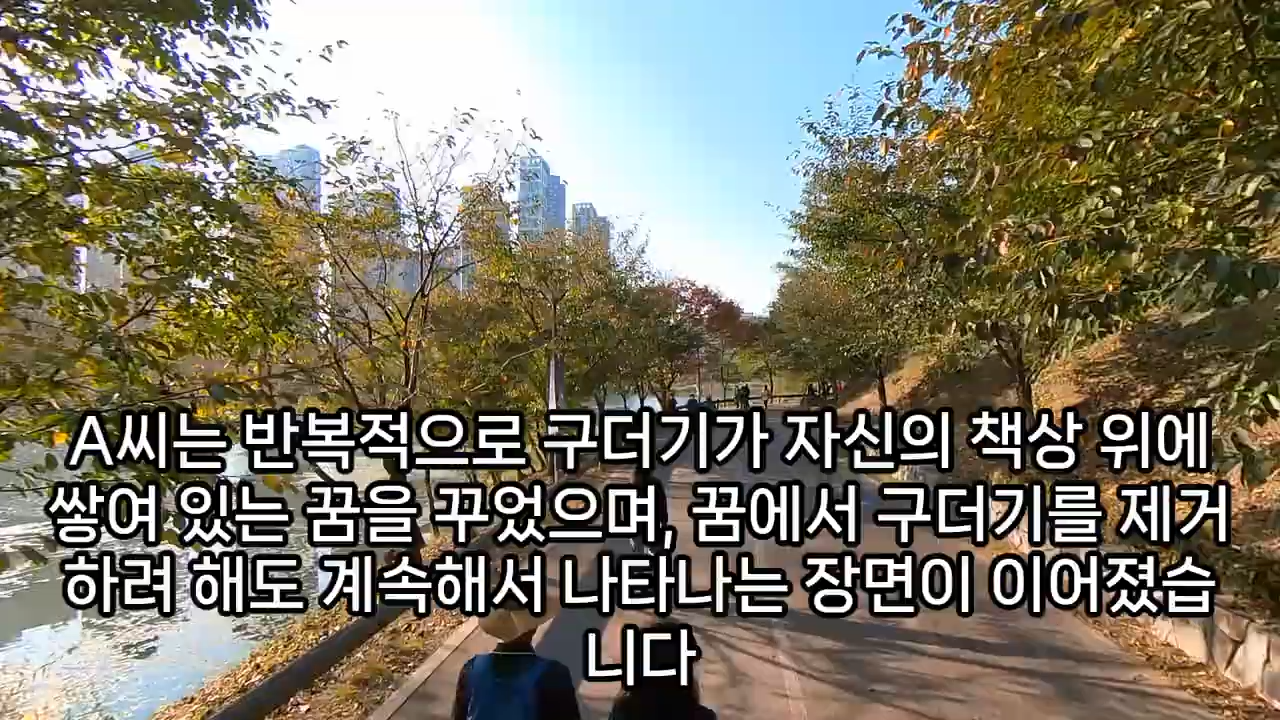 A씨는 반복적으로 구더기가 자신의 책상 위에
쌓여 있는 꿈을 꾸었으며, 꿈에서 구더기를 제거
하려 해도 계속해서 나타나는 장면이 이어졌습
니다